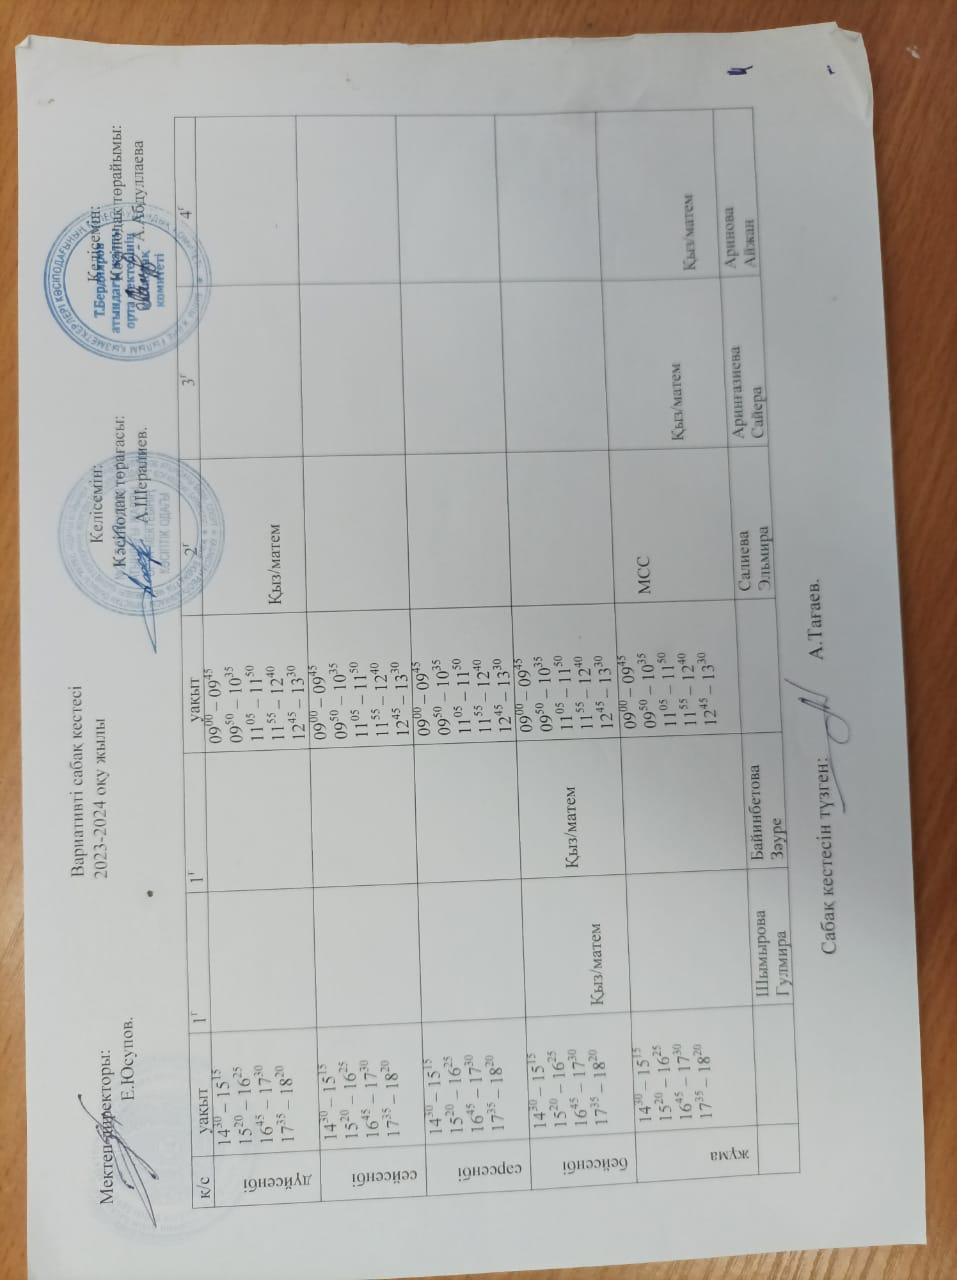 Вариативті сабақ кестесі
2023-2024 оқу жылы
Мектеп директоры:
Е.Юсупов.
Келісемін:
Кәсіподақ төрағасы:
А.Шералиев.
Келісемін:
Кәсіподақ төрайымы:
А.Абдуллаева
Т.Бердияров
атындағы жалпы
орта мектебінің
комитеті
к/с уақыт 1г 1г уақыт 2г 3г 4г
дүйсенбі
14³⁰ – 15¹⁵
15²⁰ – 16²⁵
16⁴⁵ – 17³⁰
17³⁵ – 18²⁰
09⁰⁰ – 09⁴⁵
09⁵⁰ – 10³⁵
11⁰⁵ – 11⁵⁰
11⁵⁵ – 12⁴⁰
12⁴⁵ – 13³⁰
Қыз/матем
сейсенбі
14³⁰ – 15¹⁵
15²⁰ – 16²⁵
16⁴⁵ – 17³⁰
17³⁵ – 18²⁰
09⁰⁰ – 09⁴⁵
09⁵⁰ – 10³⁵
11⁰⁵ – 11⁵⁰
11⁵⁵ – 12⁴⁰
12⁴⁵ – 13³⁰
сәрсенбі
14³⁰ – 15¹⁵
15²⁰ – 16²⁵
16⁴⁵ – 17³⁰
17³⁵ – 18²⁰
09⁰⁰ – 09⁴⁵
09⁵⁰ – 10³⁵
11⁰⁵ – 11⁵⁰
11⁵⁵ – 12⁴⁰
12⁴⁵ – 13³⁰
бейсенбі
14³⁰ – 15¹⁵
15²⁰ – 16²⁵
16⁴⁵ – 17³⁰
17³⁵ – 18²⁰
Қыз/матем
Қыз/матем
09⁰⁰ – 09⁴⁵
09⁵⁰ – 10³⁵
11⁰⁵ – 11⁵⁰
11⁵⁵ – 12⁴⁰
12⁴⁵ – 13³⁰
жұма
14³⁰ – 15¹⁵
15²⁰ – 16²⁵
16⁴⁵ – 17³⁰
17³⁵ – 18²⁰
09⁰⁰ – 09⁴⁵
09⁵⁰ – 10³⁵
11⁰⁵ – 11⁵⁰
11⁵⁵ – 12⁴⁰
12⁴⁵ – 13³⁰
МСС
Қыз/матем
Қыз/матем
Шымырова
Гулмира
Байинбетова
Зәуре
Салиева
Эльмира
Арингазиева
Сайера
Аринова
Айжан
Сабақ кестесін түзген: А.Тағаев.